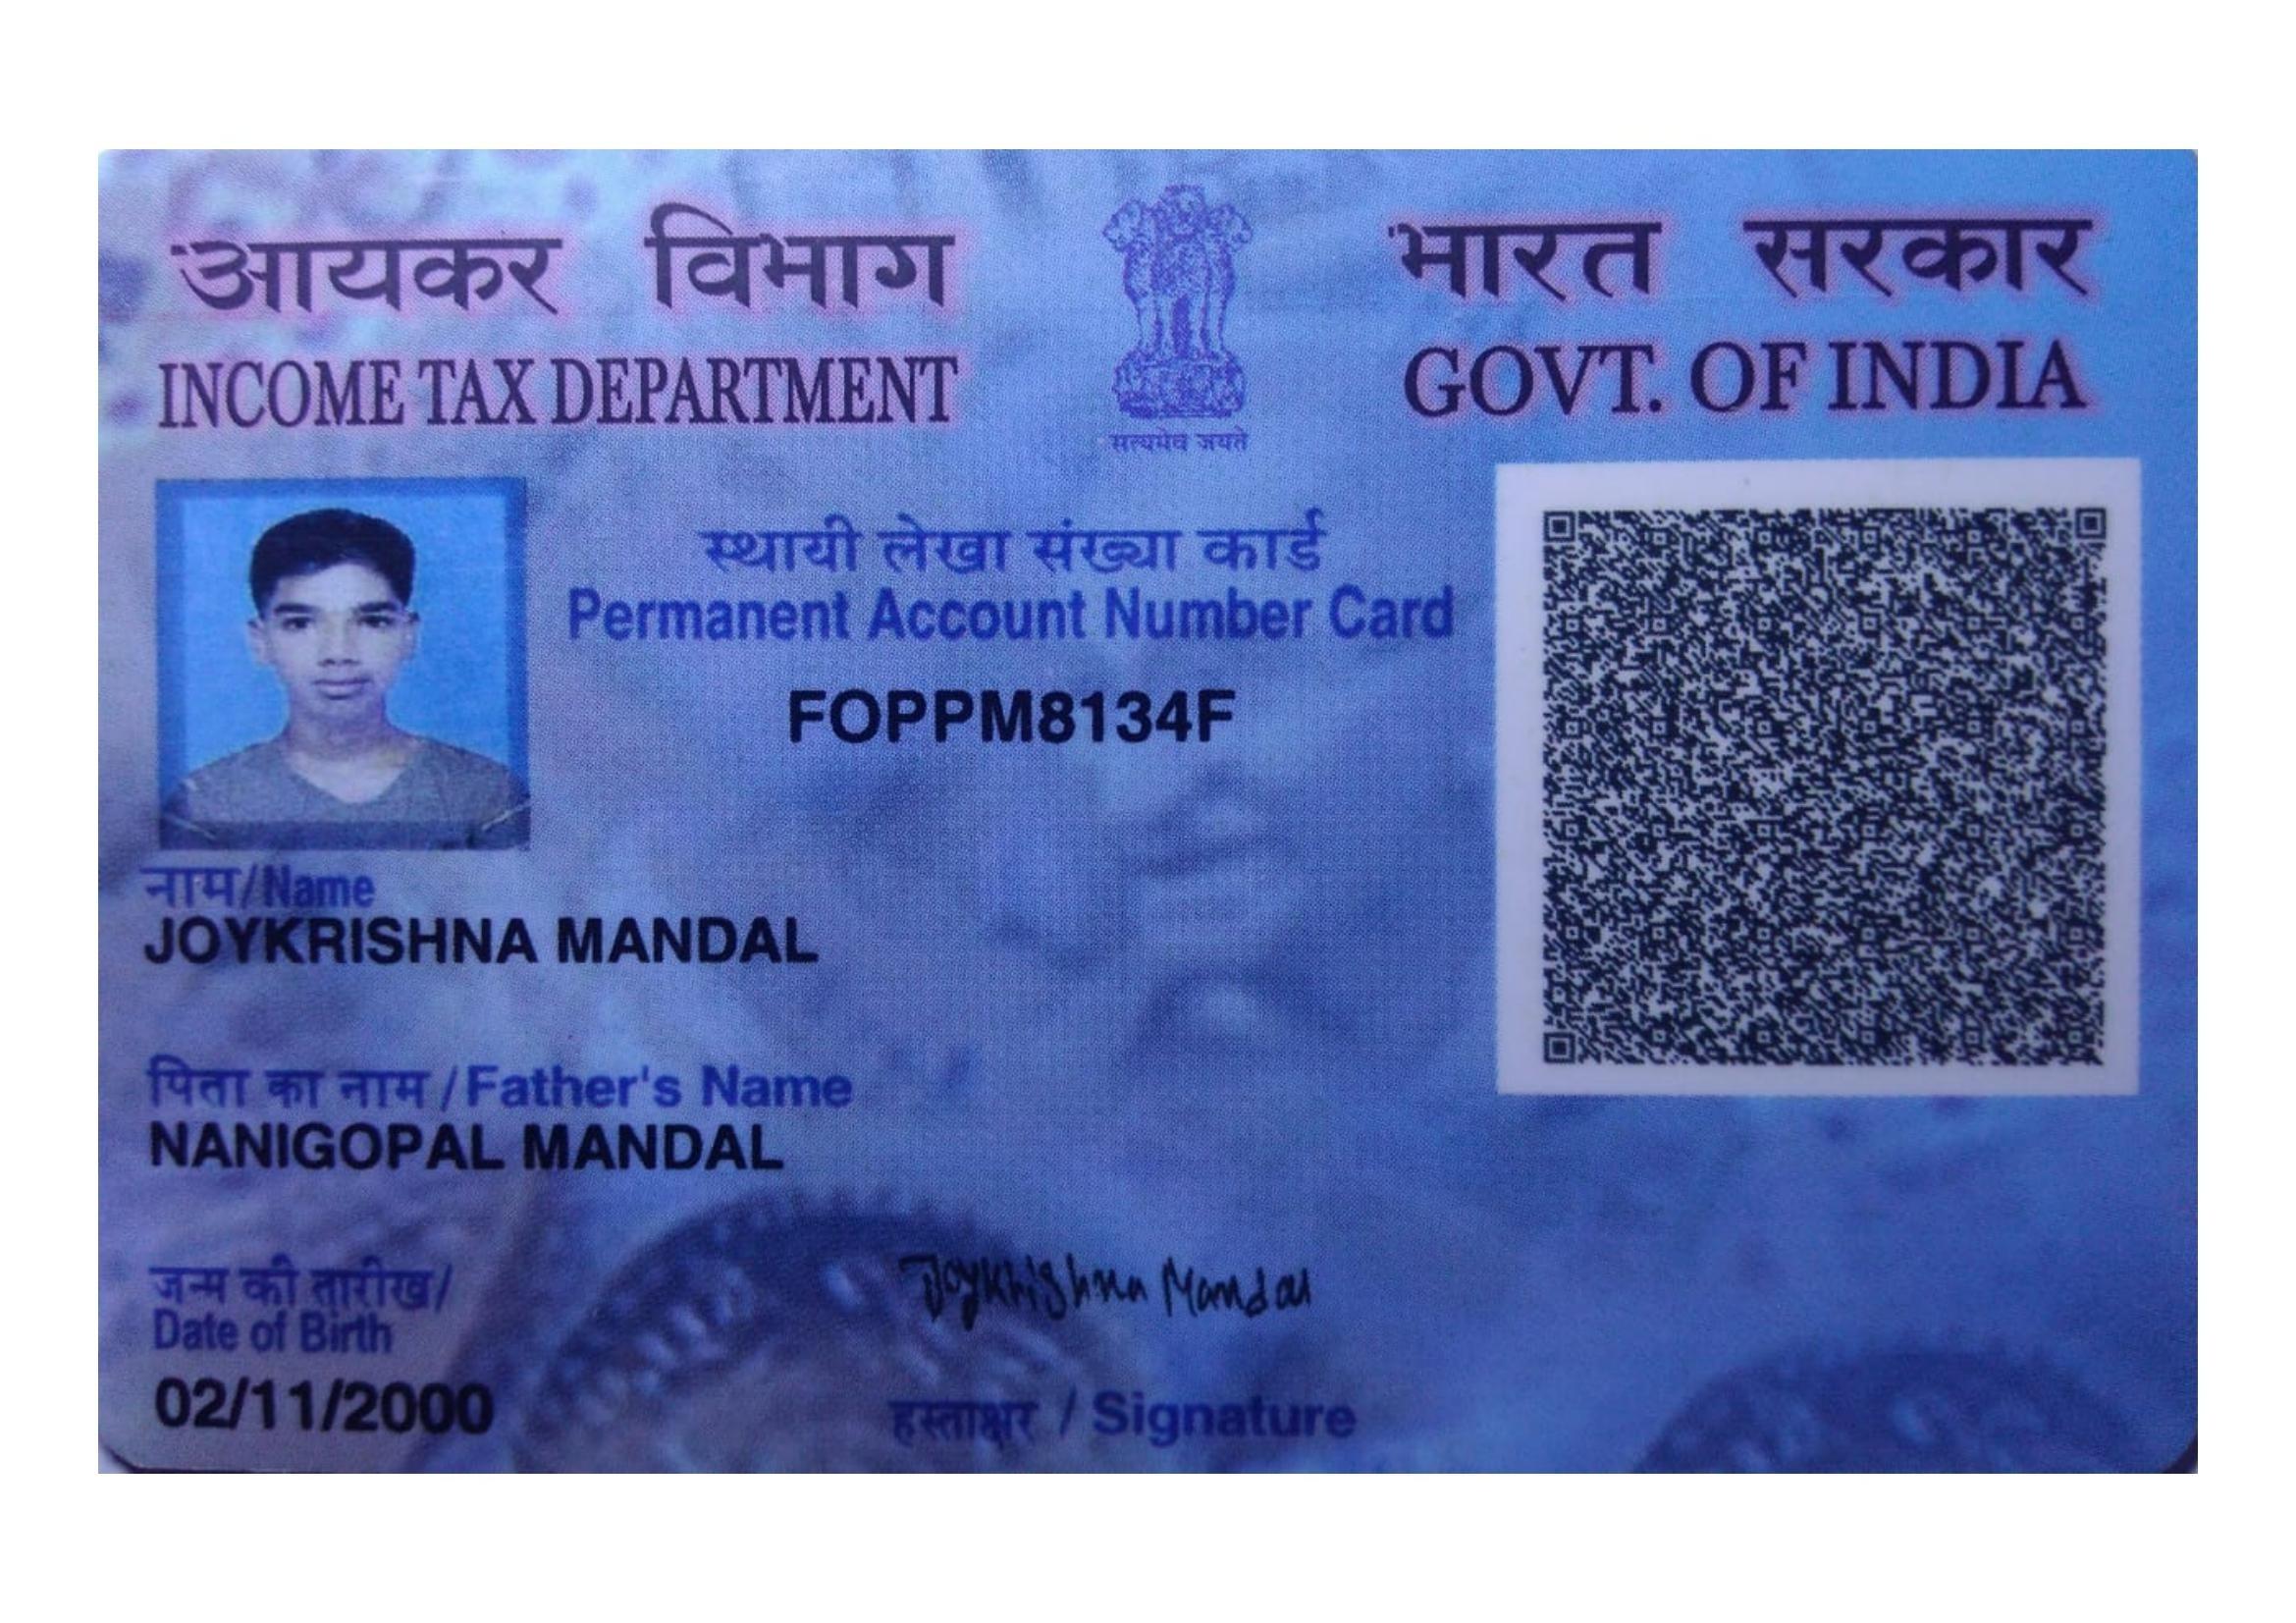 आयकर विभाग
INCOME TAX DEPARTMENT
सत्यमेव जयते
भारत सरकार
GOVT. OF INDIA
स्थायी लेखा संख्या कार्ड
Permanent Account Number Card
FOPPM8134F
नाम/Name
JOYKRISHNA MANDAL
पिता का नाम/Father's Name
NANIGOPAL MANDAL
जन्म की तारीख/
Date of Birth
02/11/2000
Joykrishna Mandal
हस्ताक्षर / Signature